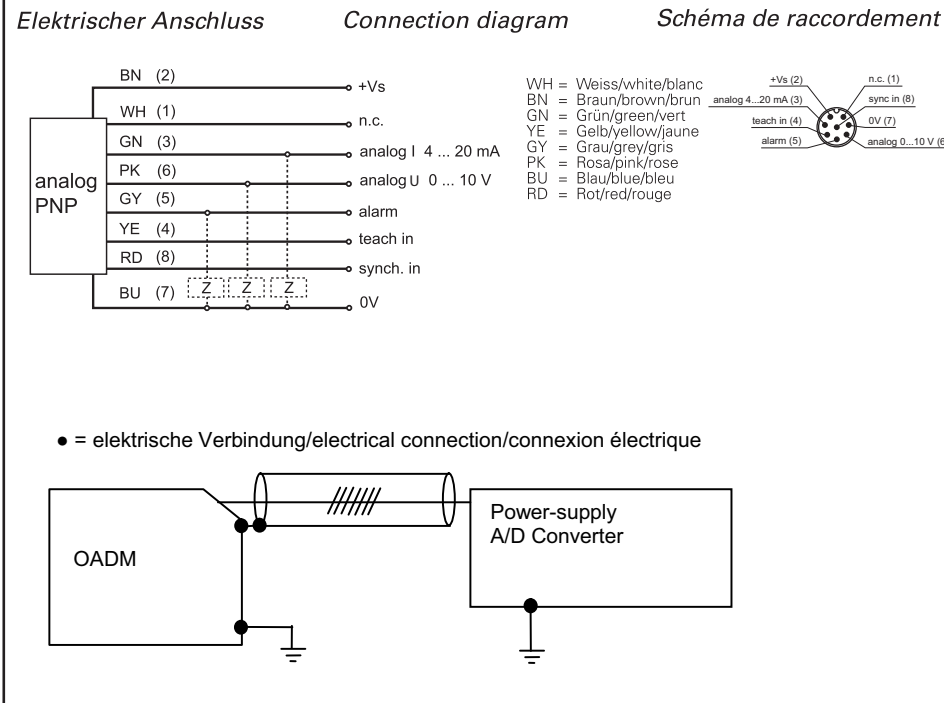 Elektrischer Anschluss Connection diagram Schéma de raccordement
BN (2)
+Vs
WH (1)
n.c.
GN (3)
analog I 4 ... 20 mA
PK (6)
analog U 0 ... 10 V
GY (5)
alarm
YE (4)
teach in
RD (8)
synch. in
BU (7)
0V
analog
PNP
Z Z Z
WH = Weiss/white/blanc
BN = Braun/brown/brun
GN = Grün/green/vert
YE = Gelb/yellow/jaune
GY = Grau/grey/gris
PK = Rosa/pink/rose
BU = Blau/blue/bleu
RD = Rot/red/rouge
+Vs (2)
analog 4...20 mA (3)
teach in (4)
alarm (5)
n.c. (1)
sync in (8)
0V (7)
analog 0...10 V (6
● = elektrische Verbindung/electrical connection/connexion électrique
OADM
Power-supply
A/D Converter